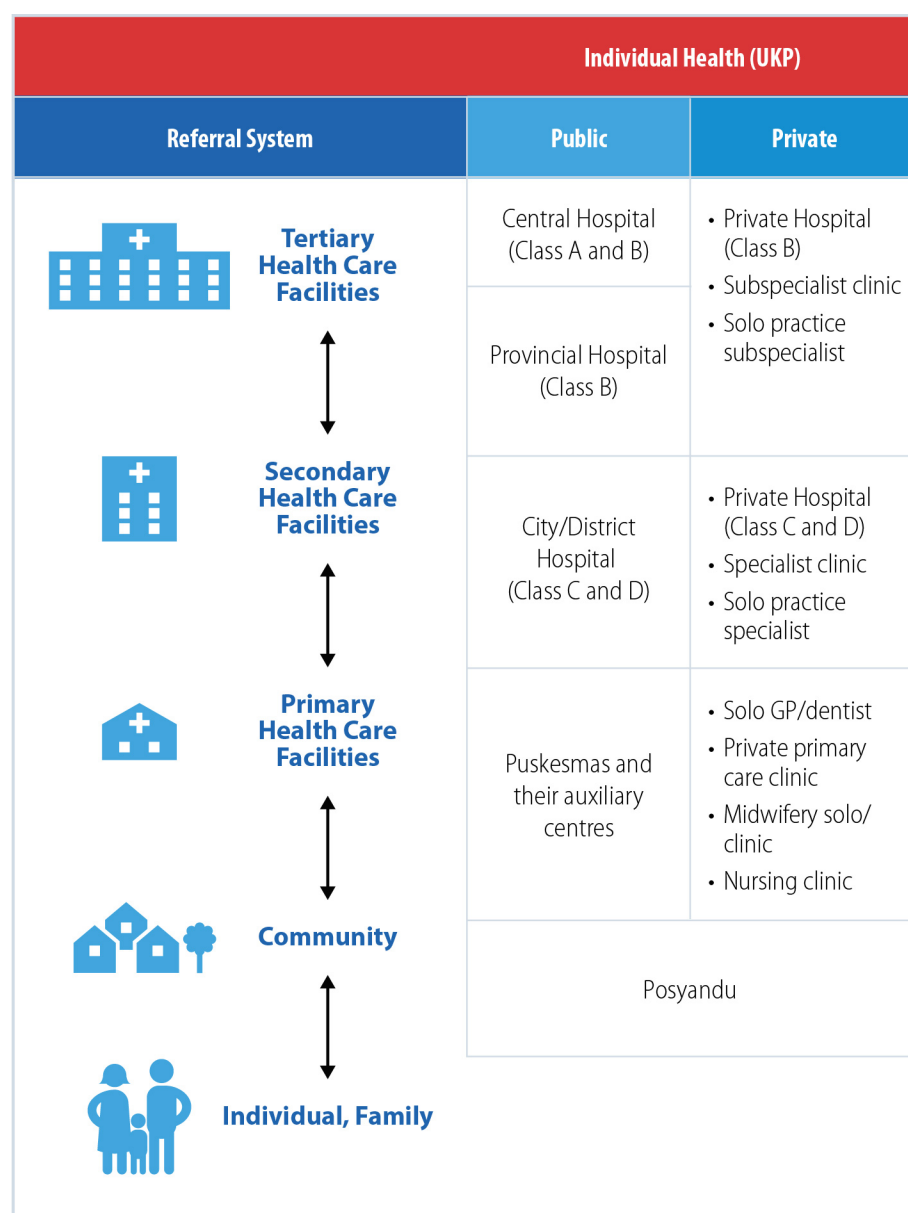 Individual Health (UKP)
Referral System
Public
Private
Tertiary
Health Care
Facilities
Central Hospital
(Class A and B)
Provincial Hospital
(Class B)
• Private Hospital
(Class B)
• Subspecialist clinic
• Solo practice
subspecialist
Secondary
Health Care
Facilities
City/District
Hospital
(Class C and D)
• Private Hospital
(Class C and D)
• Specialist clinic
• Solo practice
specialist
Primary
Health Care
Facilities
Puskesmas and
their auxiliary
centres
• Solo GP/dentist
• Private primary
care clinic
• Midwifery solo/
clinic
• Nursing clinic
Community
Posyandu
Individual, Family